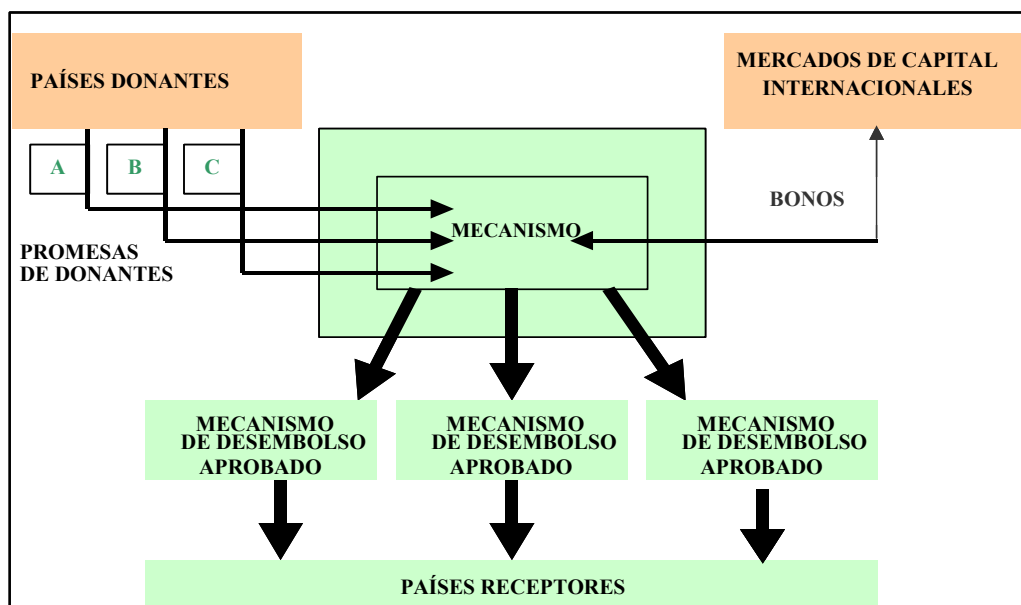 PAÍSES DONANTES
MERCADOS DE CAPITAL
INTERNACIONALES
A
B
C
BONOS
MECANISMO
PROMESAS
DE DONANTES
MECANISMO
DE DESEMBOLSO
APROBADO
MECANISMO
DE DESEMBOLSO
APROBADO
MECANISMO
DE DESEMBOLSO
APROBADO
PAÍSES RECEPTORES